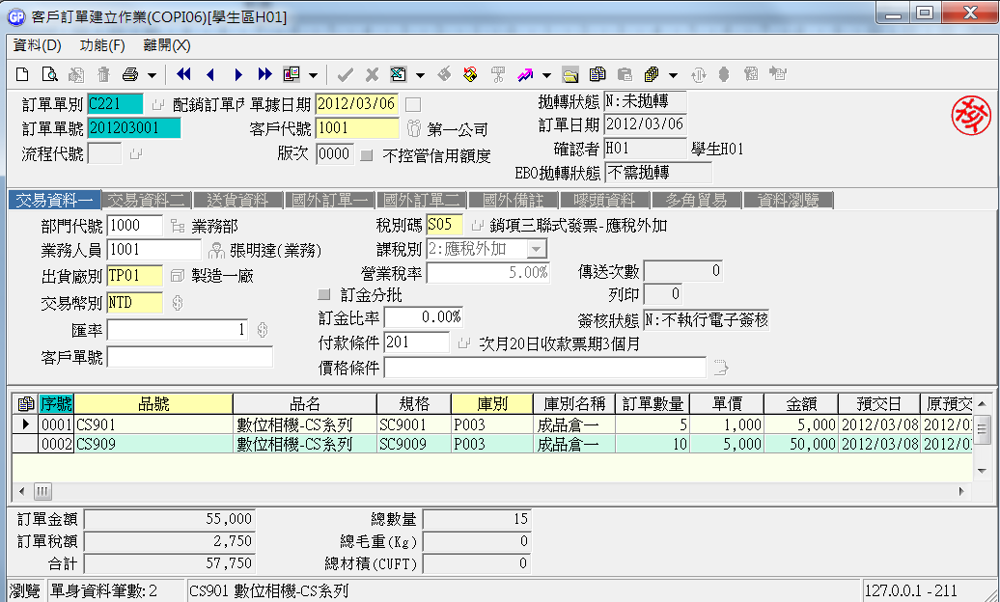 GP 客戶訂單建立作業(COPI06)[學生區H01]
資料(D) 功能(F) 離開(X)
訂單單別 C221 配銷訂單內 單據日期 2012/03/06 拋轉狀態 N:未拋轉
訂單單號 201203001 客戶代號 1001 第一公司 訂單日期 2012/03/06
流程代號 版次 0000 不控管信用額度 確認者 H01 學生H01
EBO拋轉狀態 不需拋轉
核
交易資料一 交易資料二 送貨資料 國外訂單一 國外訂單二 國外備註 嘜頭資料 多角貿易 資料瀏覽
部門代號 1000 業務部 稅別碼 S05 銷項三聯式發票-應稅外加
業務人員 1001 張明達(業務) 課稅別 2:應稅外加
出貨廠別 TP01 製造一廠 營業稅率 5.00% 傳送次數 0
交易幣別 NTD 訂金分批 列印 0
匯率 1 訂金比率 0.00% 簽核狀態 N:不執行電子簽核
客戶單號 付款條件 201 次月20日收款票期3個月
價格條件
序號 品號 品名 規格 庫別 庫別名稱 訂單數量 單價 金額 預交日 原預交
0001 CS901 數位相機-CS系列 SC9001 P003 成品倉一 5 1,000 5,000 2012/03/08 2012/0
0002 CS909 數位相機-CS系列 SC9009 P003 成品倉一 10 5,000 50,000 2012/03/08 2012/0
訂單金額 55,000 總數量 15
訂單稅額 2,750 總毛重(Kg) 0
合計 57,750 總材積(CUFT) 0
瀏覽 單身資料筆數: 2 CS901 數位相機-CS系列 127.0.0.1 - 211